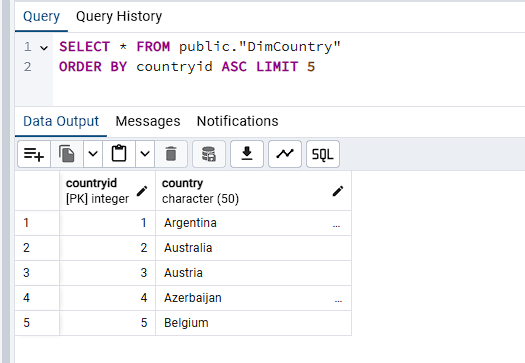 Query Query History
1 SELECT * FROM public."DimCountry"
2 ORDER BY countryid ASC LIMIT 5
Data Output Messages Notifications
SQL
countryid country
[PK] integer character (50)
1 1 Argentina ...
2 2 Australia
3 3 Austria
4 4 Azerbaijan ...
5 5 Belgium